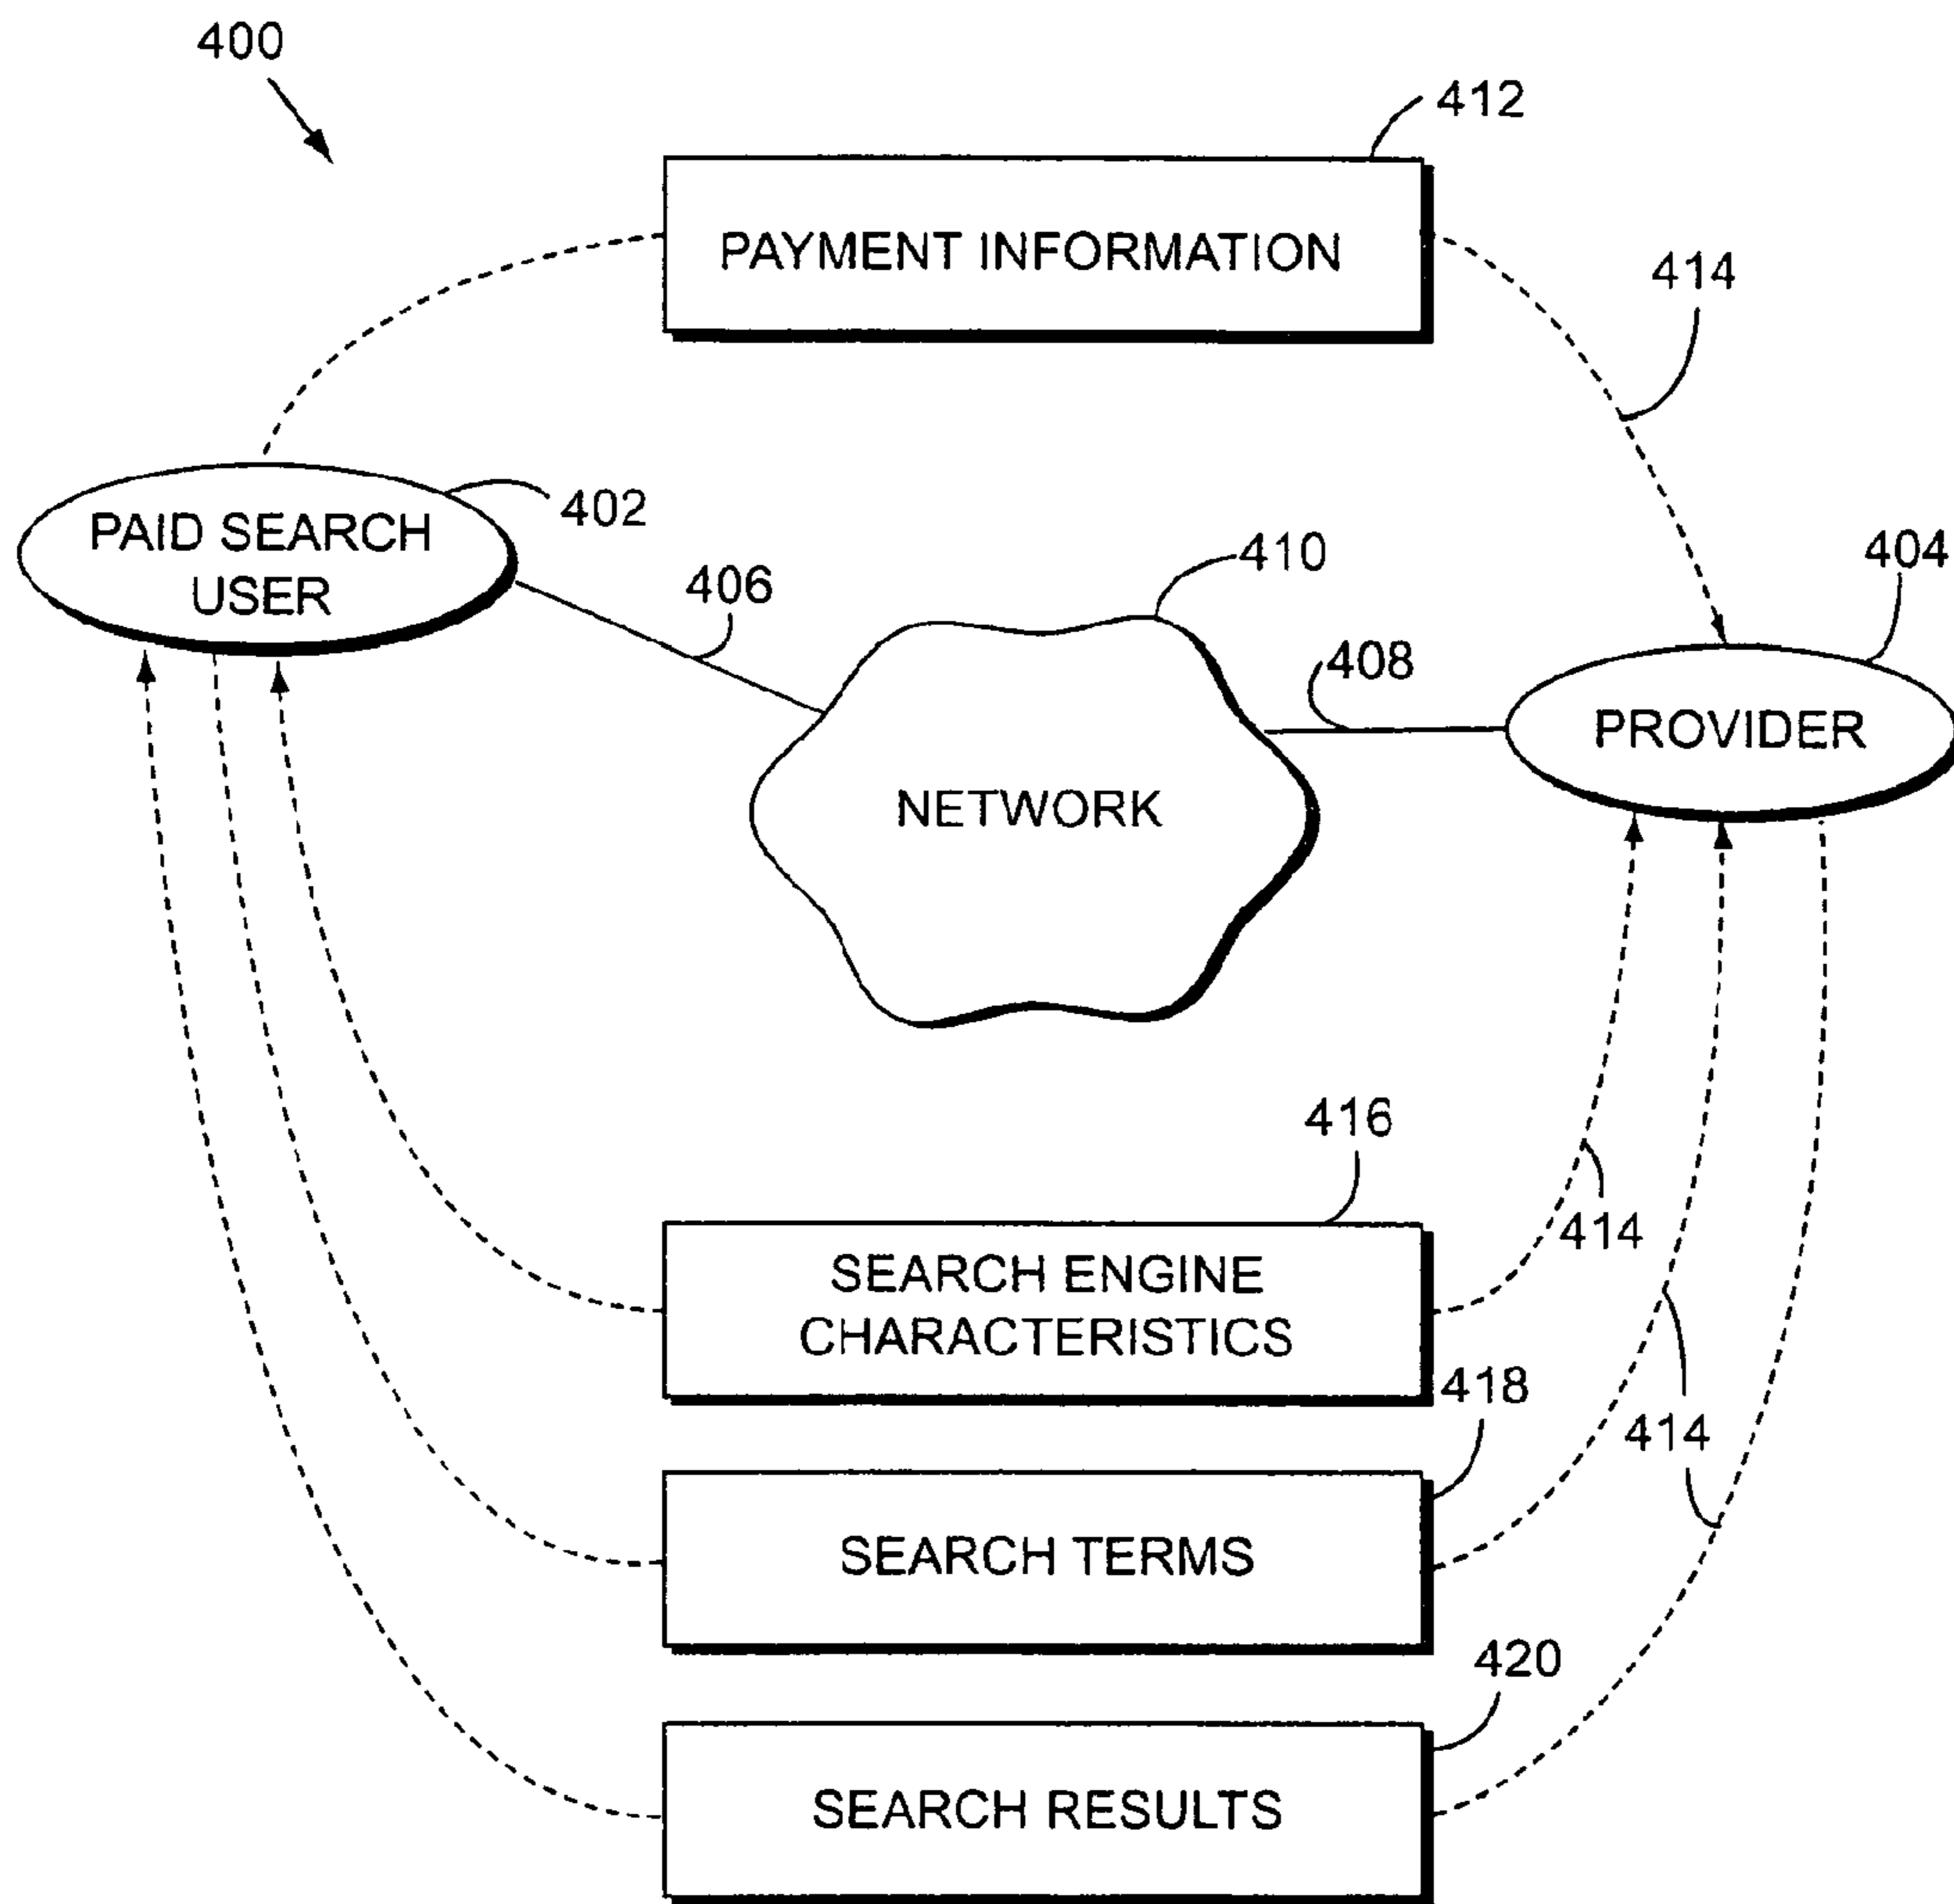 400
412
PAYMENT INFORMATION
414
402
PAID SEARCH
USER
406
410
404
408
PROVIDER
NETWORK
416
414
SEARCH ENGINE
CHARACTERISTICS
418
414
SEARCH TERMS
420
SEARCH RESULTS